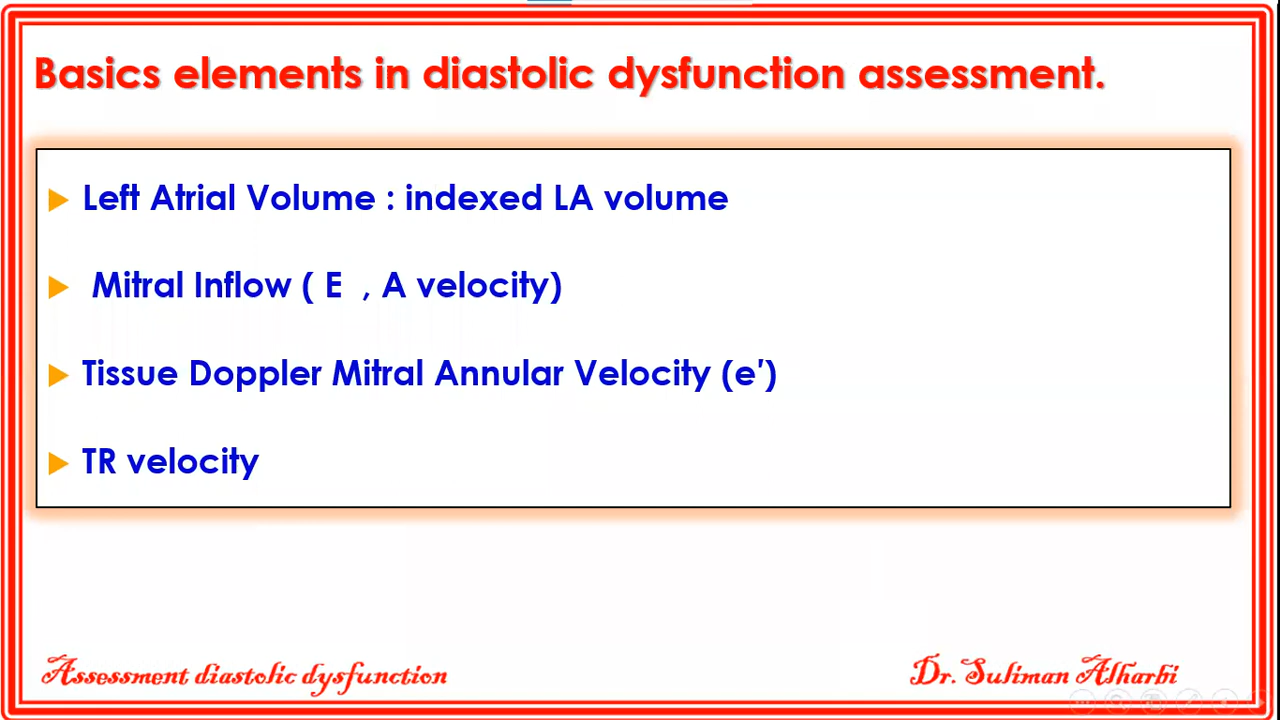 Basics elements in diastolic dysfunction assessment.
Left Atrial Volume : indexed LA volume
Mitral Inflow ( E , A velocity)
Tissue Doppler Mitral Annular Velocity (e′)
TR velocity
Assessment diastolic dysfunction
Dr. Suliman Alharbi